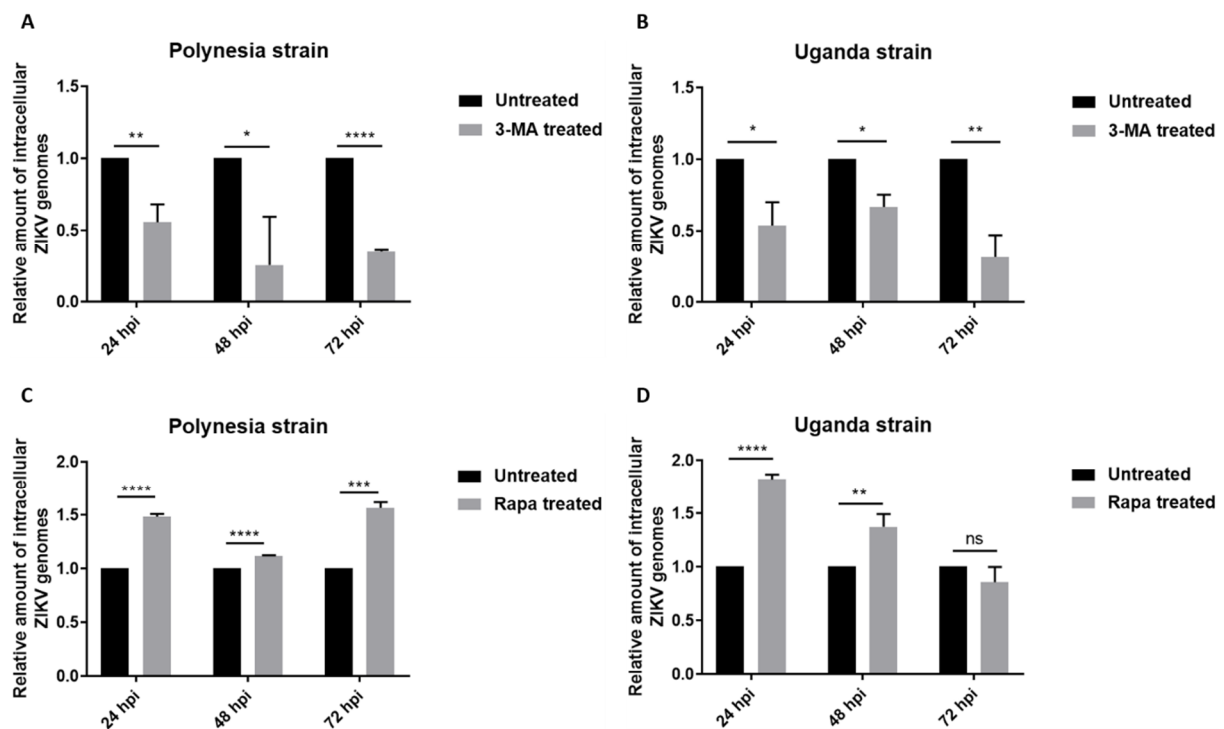 A
Polynesia strain
Relative amount of intracellular
ZIKV genomes
1.5
1.0
0.5
0.0
**
*
****
24 hpi
48 hpi
72 hpi
Untreated
3-MA treated
B
Uganda strain
Relative amount of intracellular
ZIKV genomes
1.5
1.0
0.5
0.0
*
*
**
24 hpi
48 hpi
72 hpi
Untreated
3-MA treated
C
Polynesia strain
Relative amount of intracellular
ZIKV genomes
2.0
1.5
1.0
0.5
0.0
****
****
***
24 hpi
48 hpi
72 hpi
Untreated
Rapa treated
D
Uganda strain
Relative amount of intracellular
ZIKV genomes
2.0
1.5
1.0
0.5
0.0
****
**
ns
24 hpi
48 hpi
72 hpi
Untreated
Rapa treated